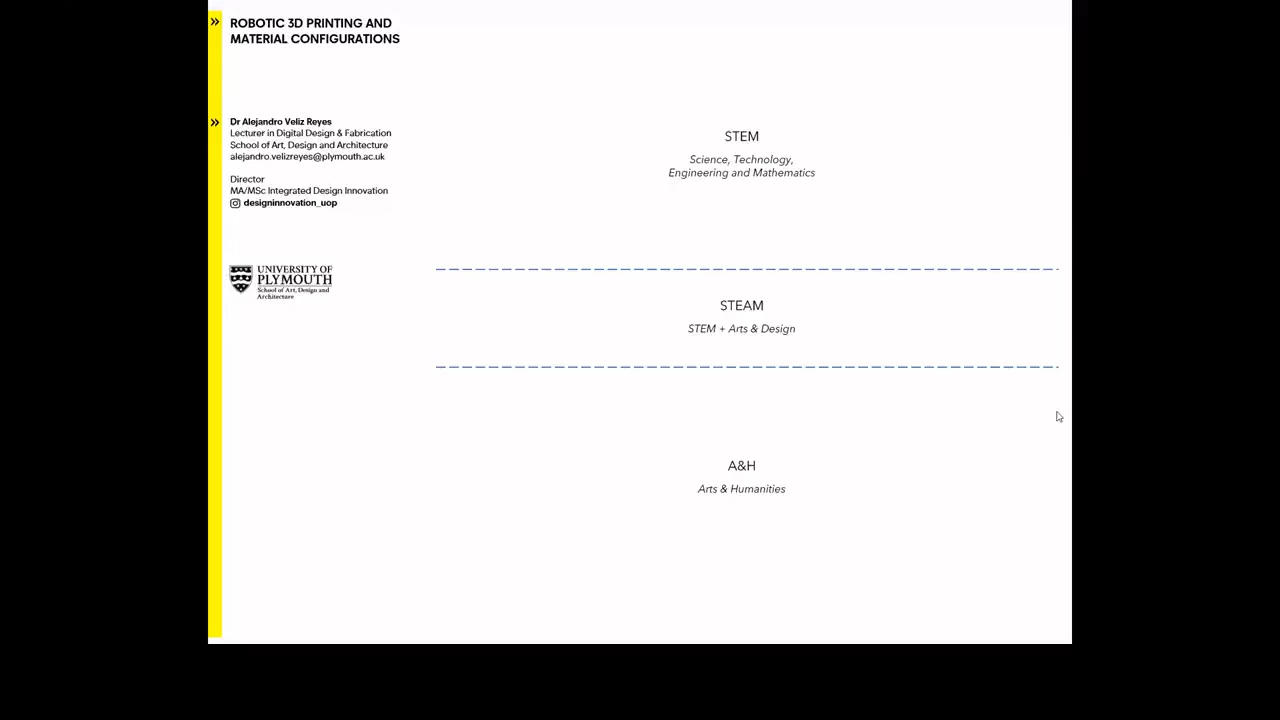 ROBOTIC 3D PRINTING AND
MATERIAL CONFIGURATIONS
Dr Alejandro Veliz Reyes
Lecturer in Digital Design & Fabrication
School of Art, Design and Architecture
alejandro.velizreyes@plymouth.ac.uk
Director
MA/MSc Integrated Design Innovation
designinnovation_uop
UNIVERSITY OF
PLYMOUTH
School of Art, Design and
Architecture
STEM
Science, Technology,
Engineering and Mathematics
STEAM
STEM + Arts & Design
A&H
Arts & Humanities